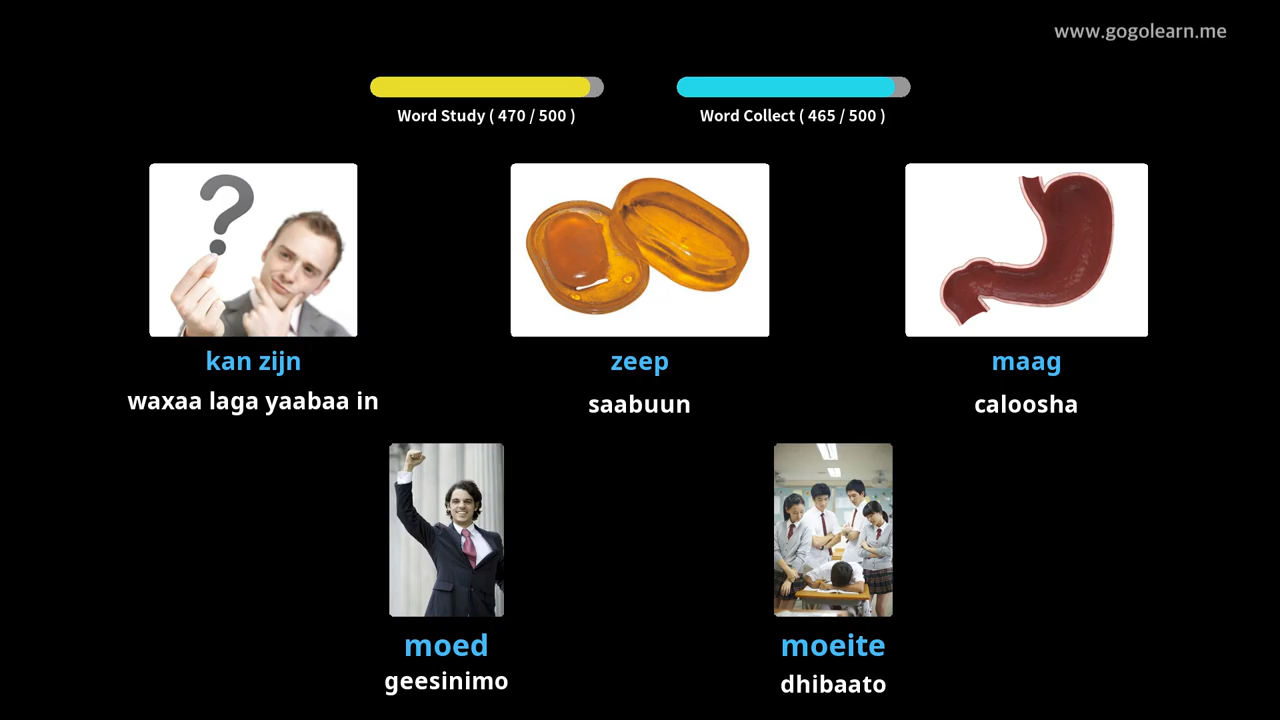 www.gogolearn.me
Word Study ( 470 / 500 )
Word Collect ( 465 / 500 )
kan zijn
waxaa laga yaabaa in
zeep
saabuun
maag
caloosha
moed
geesinimo
moeite
dhibaato